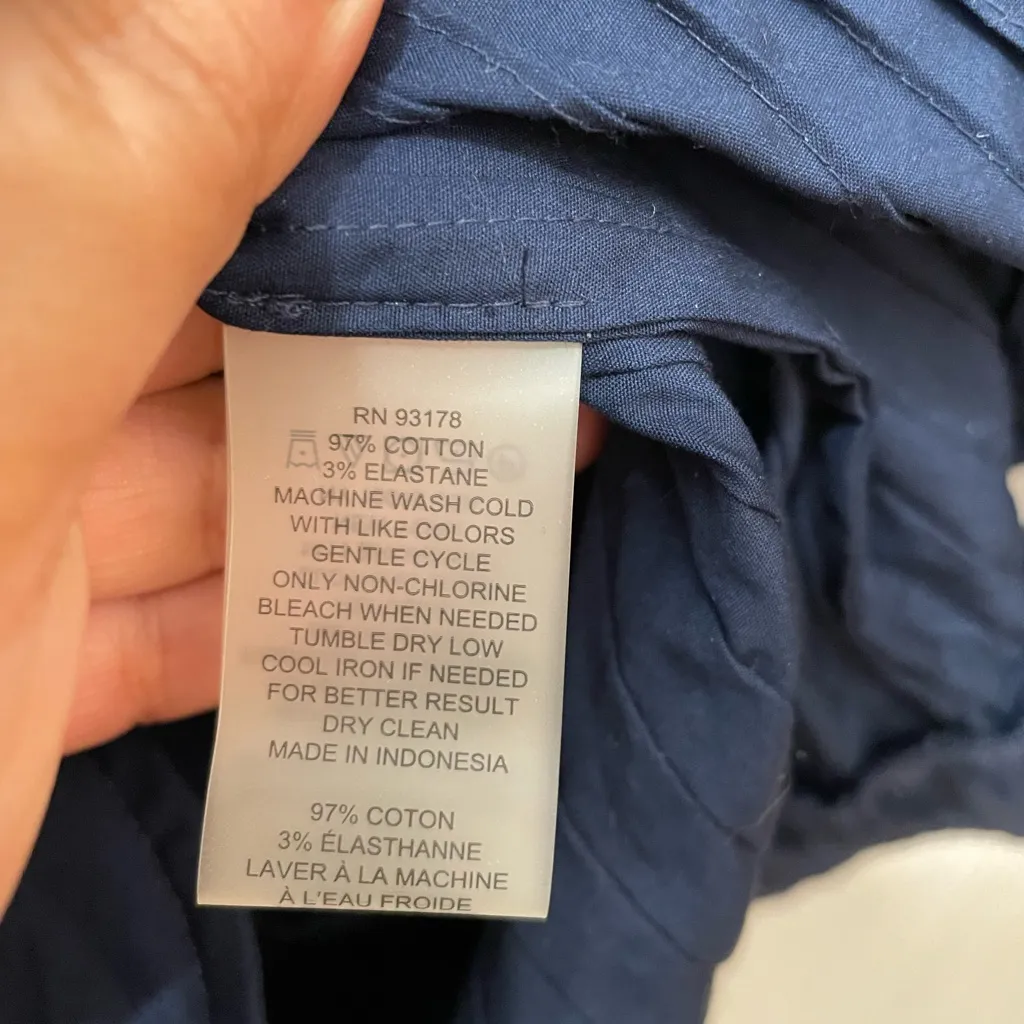 RN 93178
97% COTTON
3% ELASTANE
MACHINE WASH COLD
WITH LIKE COLORS
GENTLE CYCLE
ONLY NON-CHLORINE
BLEACH WHEN NEEDED
TUMBLE DRY LOW
COOL IRON IF NEEDED
FOR BETTER RESULT
DRY CLEAN
MADE IN INDONESIA
97% COTON
3% ÉLASTHANNE
LAVER À LA MACHINE
À L'EAU FROIDE